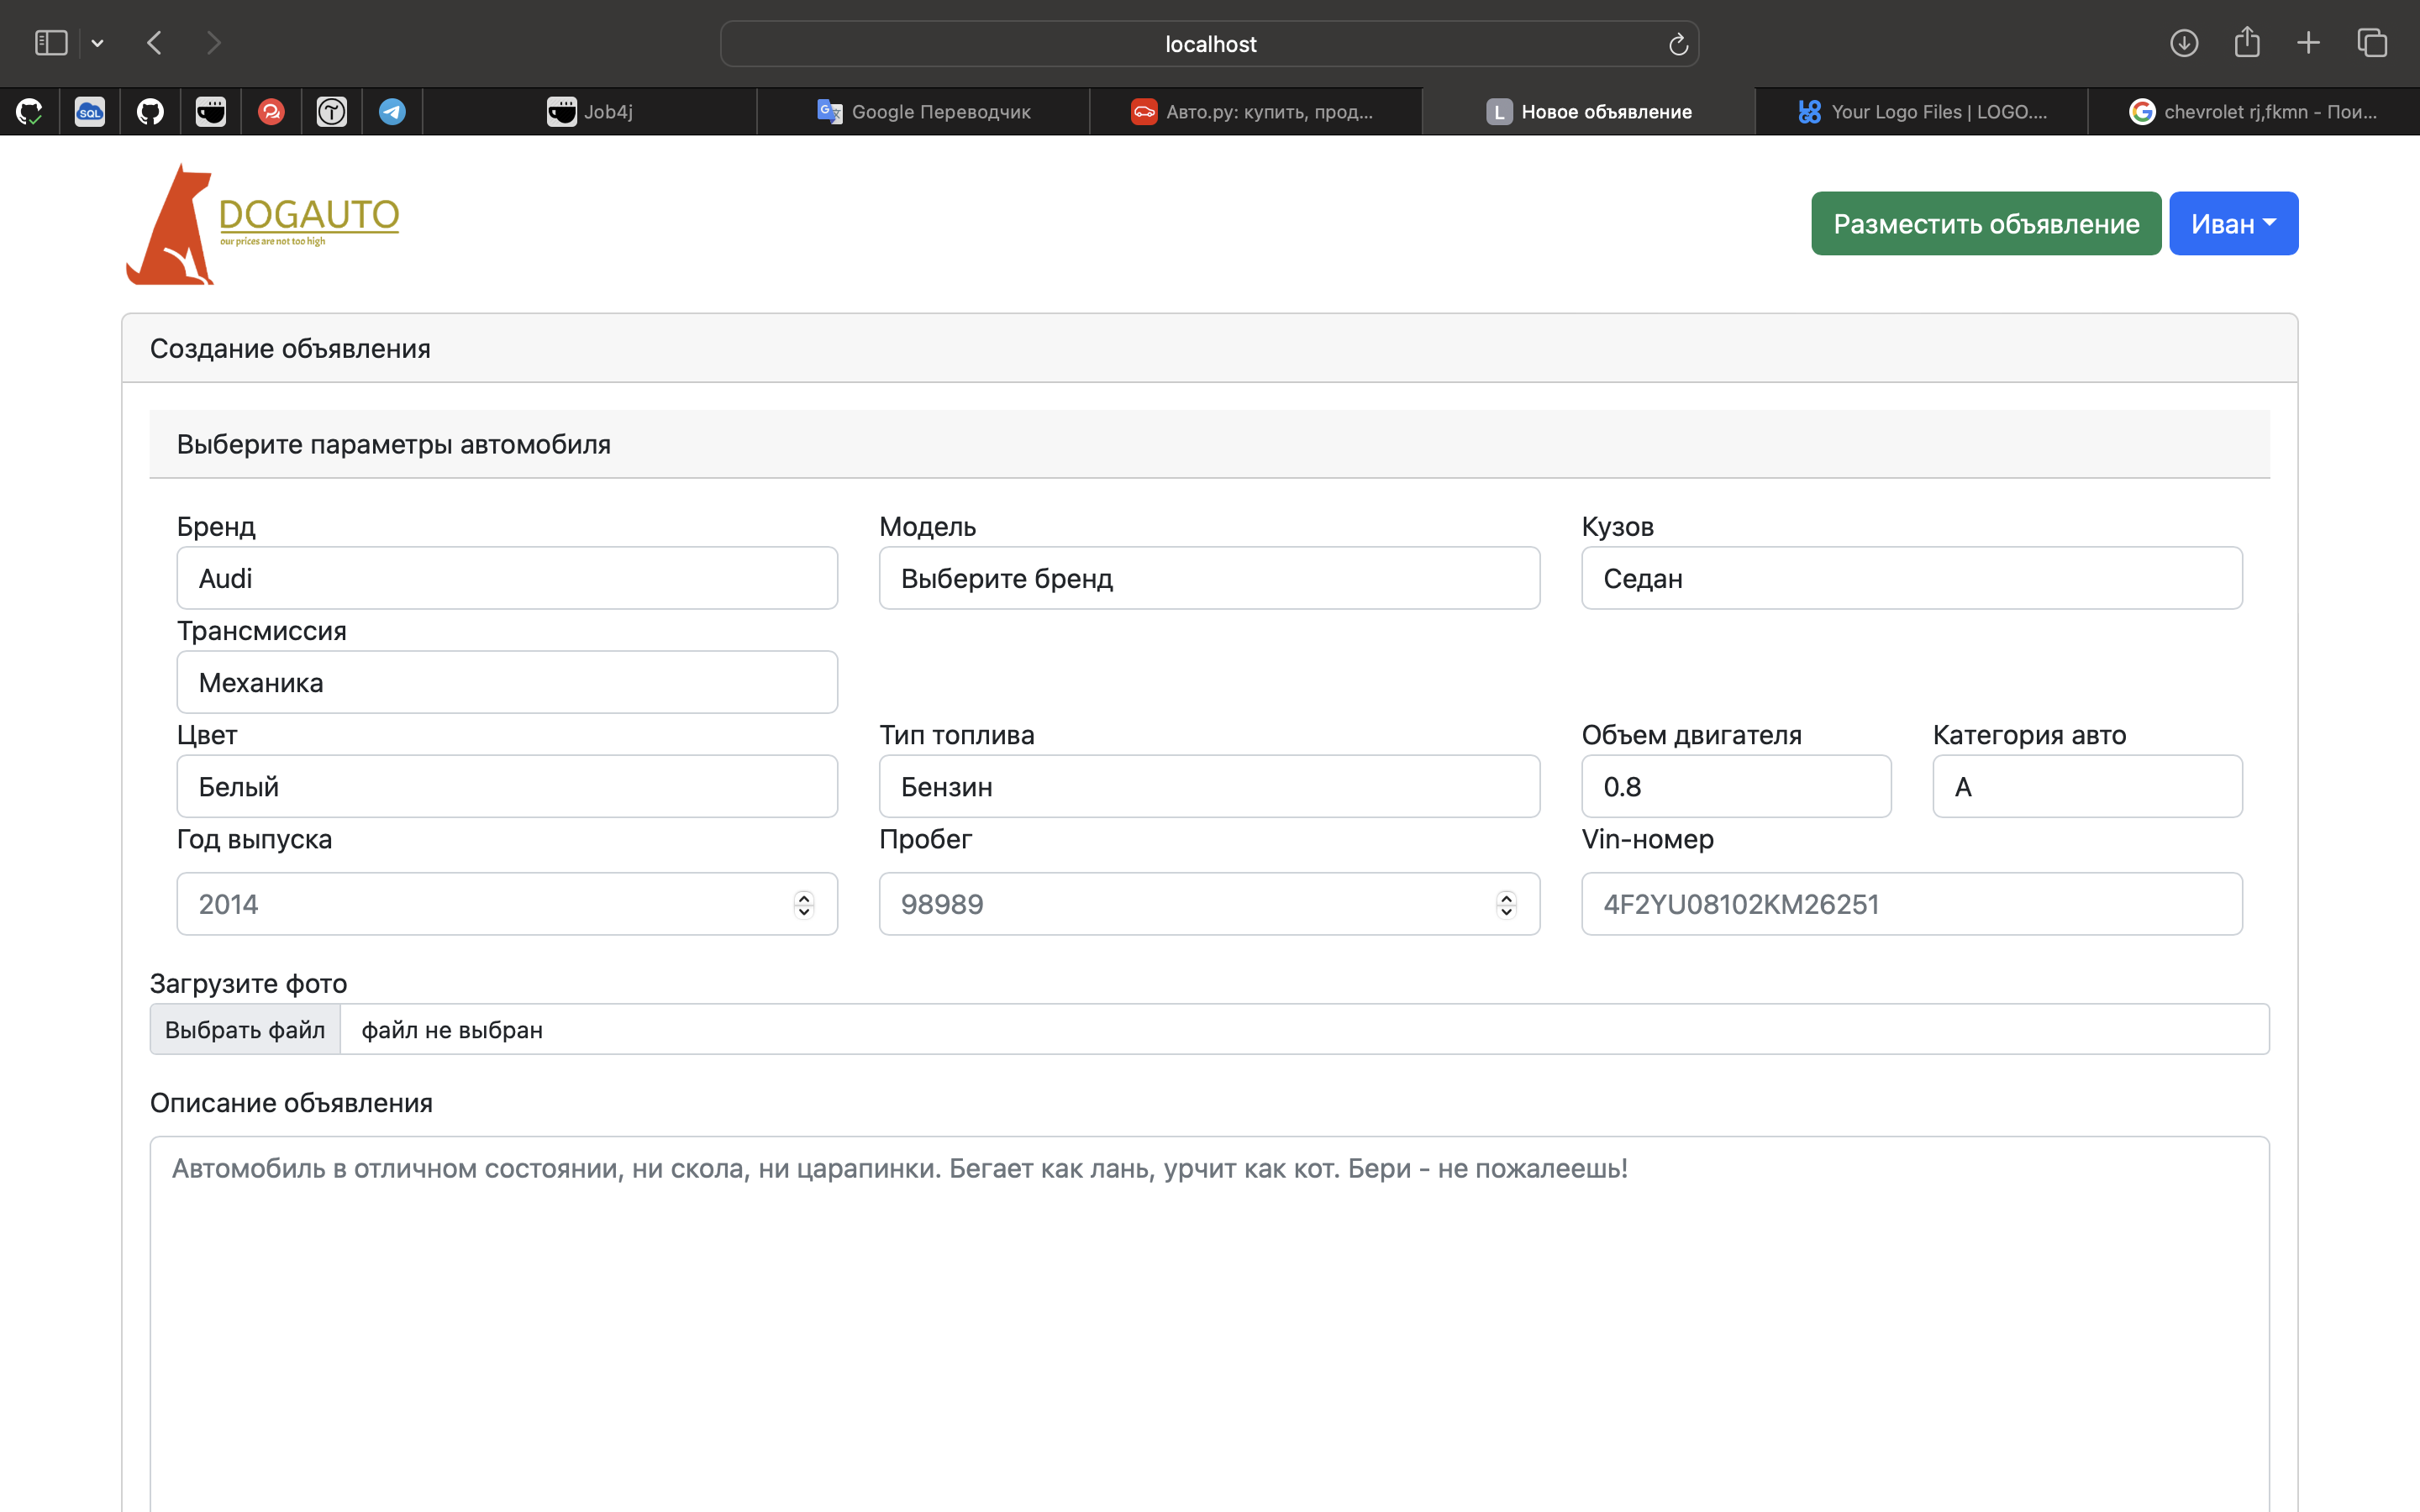 localhost
SQL
Job4j
Google Переводчик
Авто.ру: купить, прод...
L Новое объявление
Your Logo Files | LOGO....
chevrolet rj,fkmn - Пои...
DOGAUTO
our prices are not too high
Разместить объявление
Иван
Создание объявления
Выберите параметры автомобиля
Бренд Модель Кузов
Audi Выберите бренд Седан
Трансмиссия
Механика
Цвет Тип топлива Объем двигателя Категория авто
Белый Бензин 0.8 A
Год выпуска Пробег Vin-номер
2014 98989 4F2YU08102KM26251
Загрузите фото
Выбрать файл файл не выбран
Описание объявления
Автомобиль в отличном состоянии, ни скола, ни царапинки. Бегает как лань, урчит как кот. Бери - не пожалеешь!